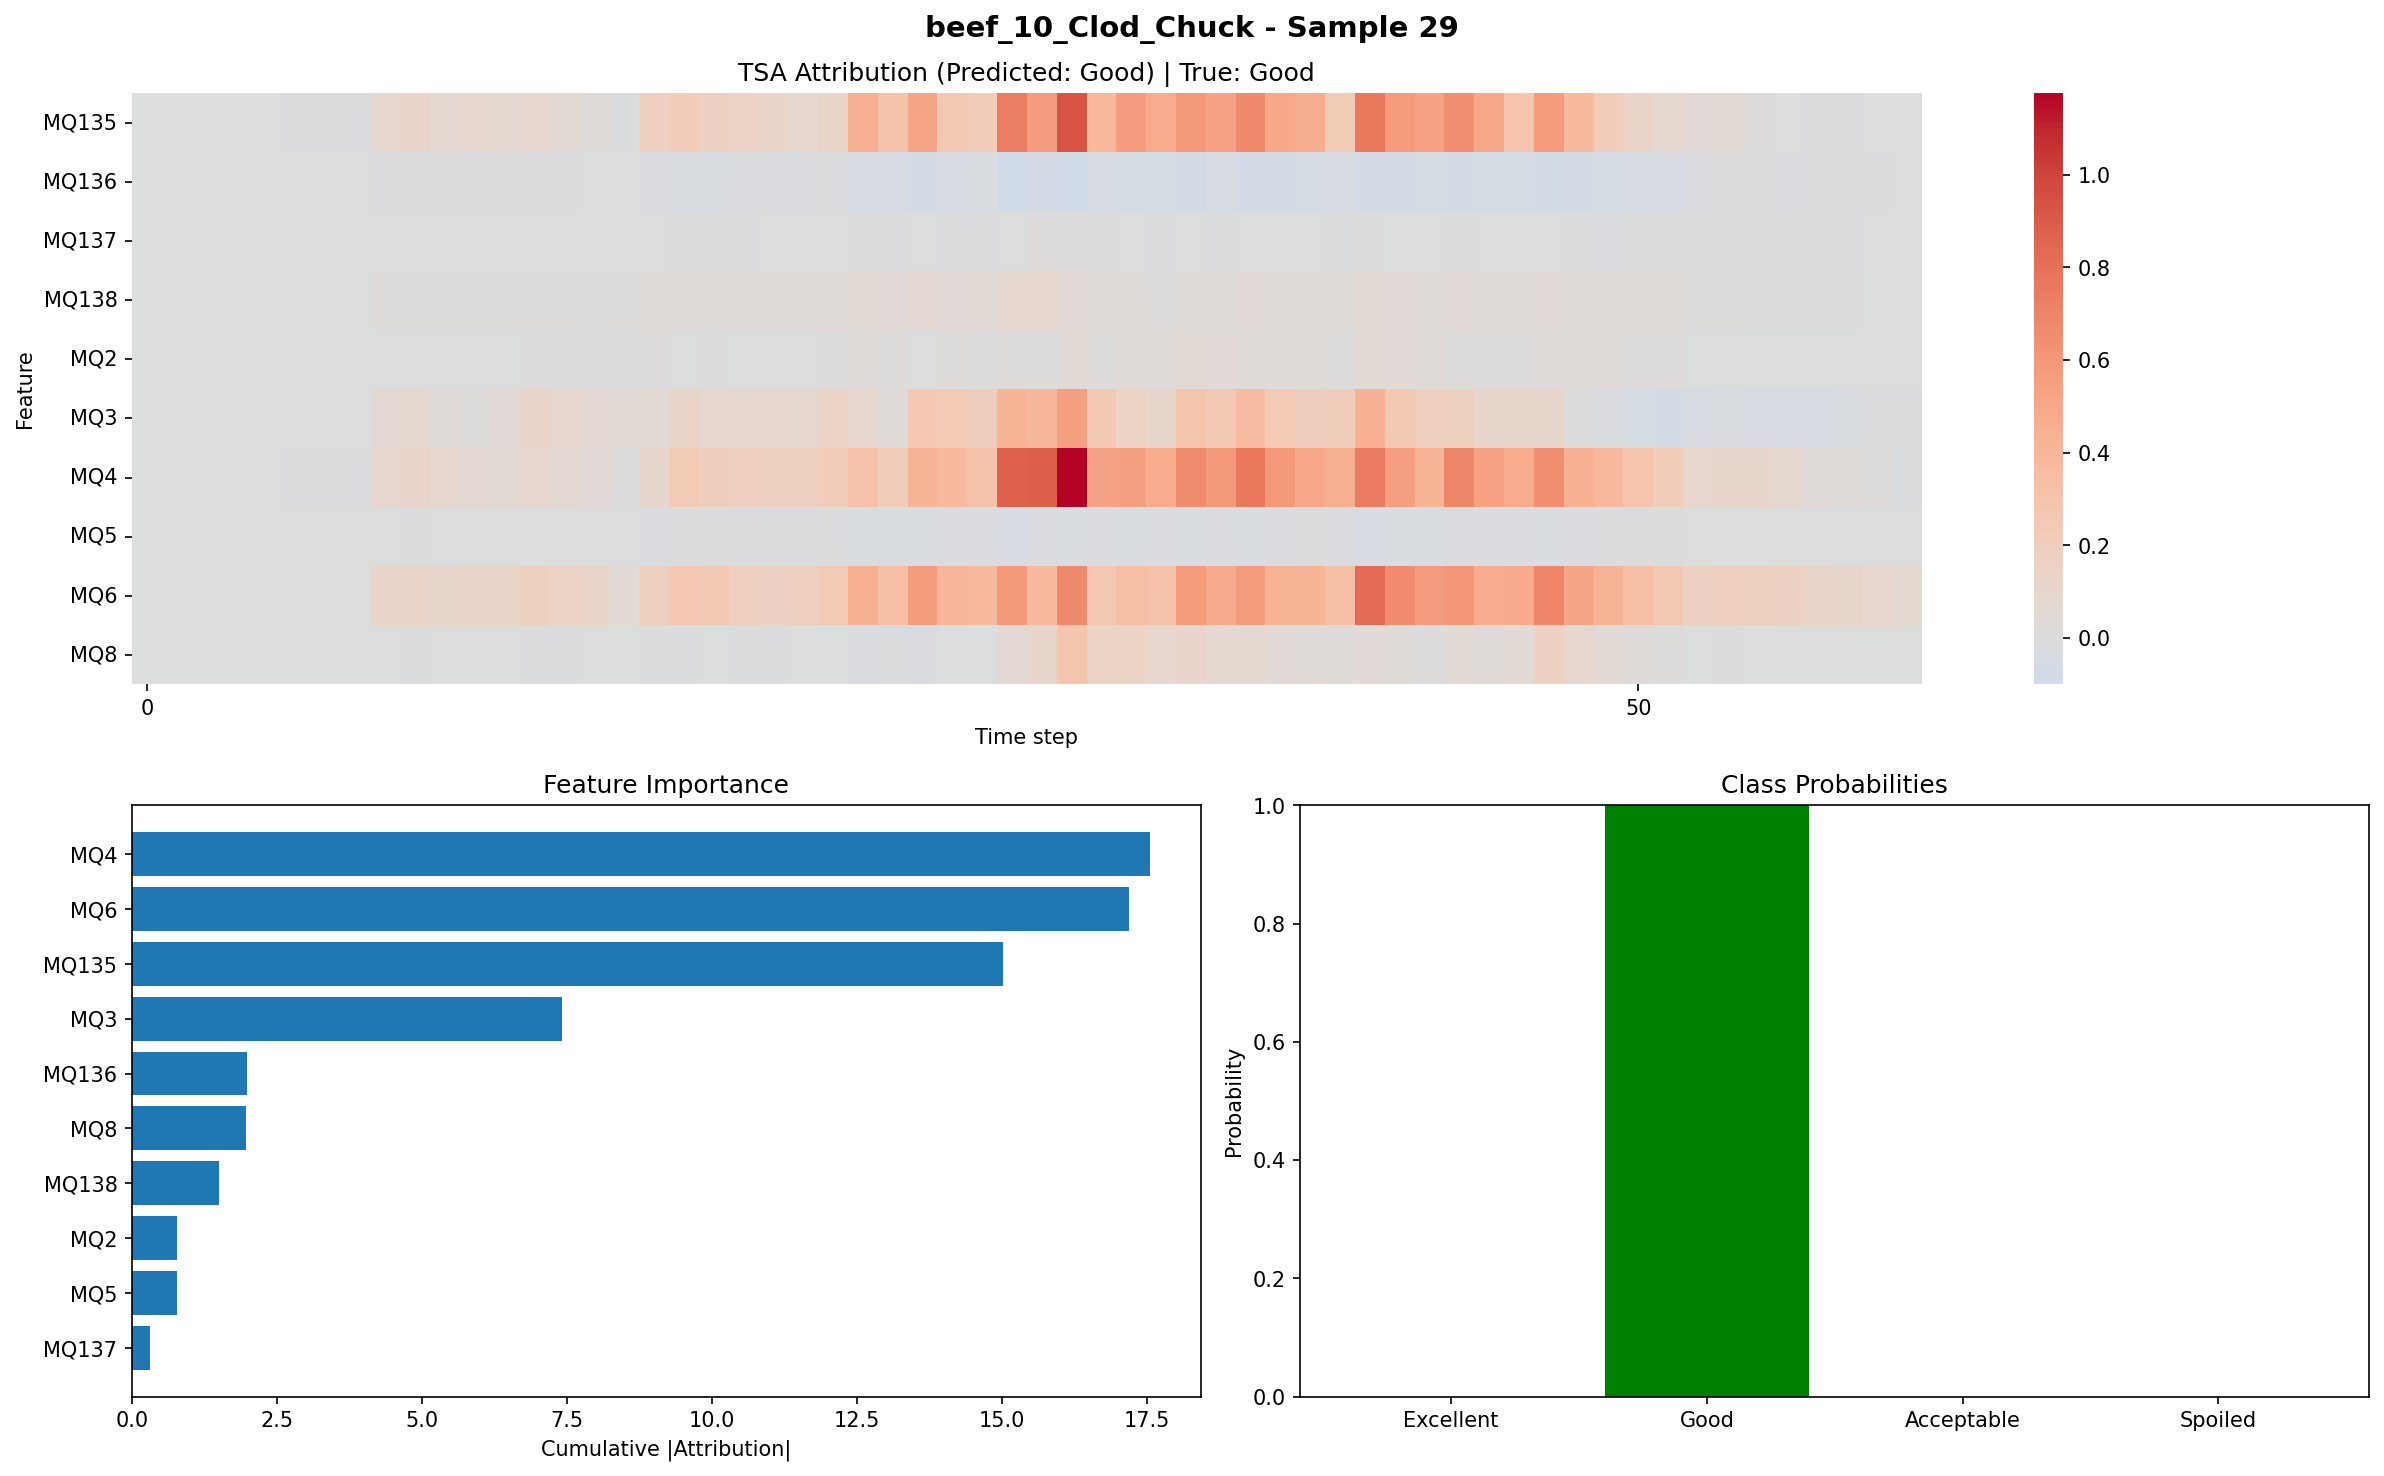 beef_10_Clod_Chuck - Sample 29
TSA Attribution (Predicted: Good) | True: Good
Feature
MQ135
MQ136
MQ137
MQ138
MQ2
MQ3
MQ4
MQ5
MQ6
MQ8
0
50
Time step
1.0
0.8
0.6
0.4
0.2
0.0
Feature Importance
MQ4
MQ6
MQ135
MQ3
MQ136
MQ8
MQ138
MQ2
MQ5
MQ137
0.0
2.5
5.0
7.5
10.0
12.5
15.0
17.5
Cumulative |Attribution|
Class Probabilities
Probability
1.0
0.8
0.6
0.4
0.2
0.0
Excellent
Good
Acceptable
Spoiled